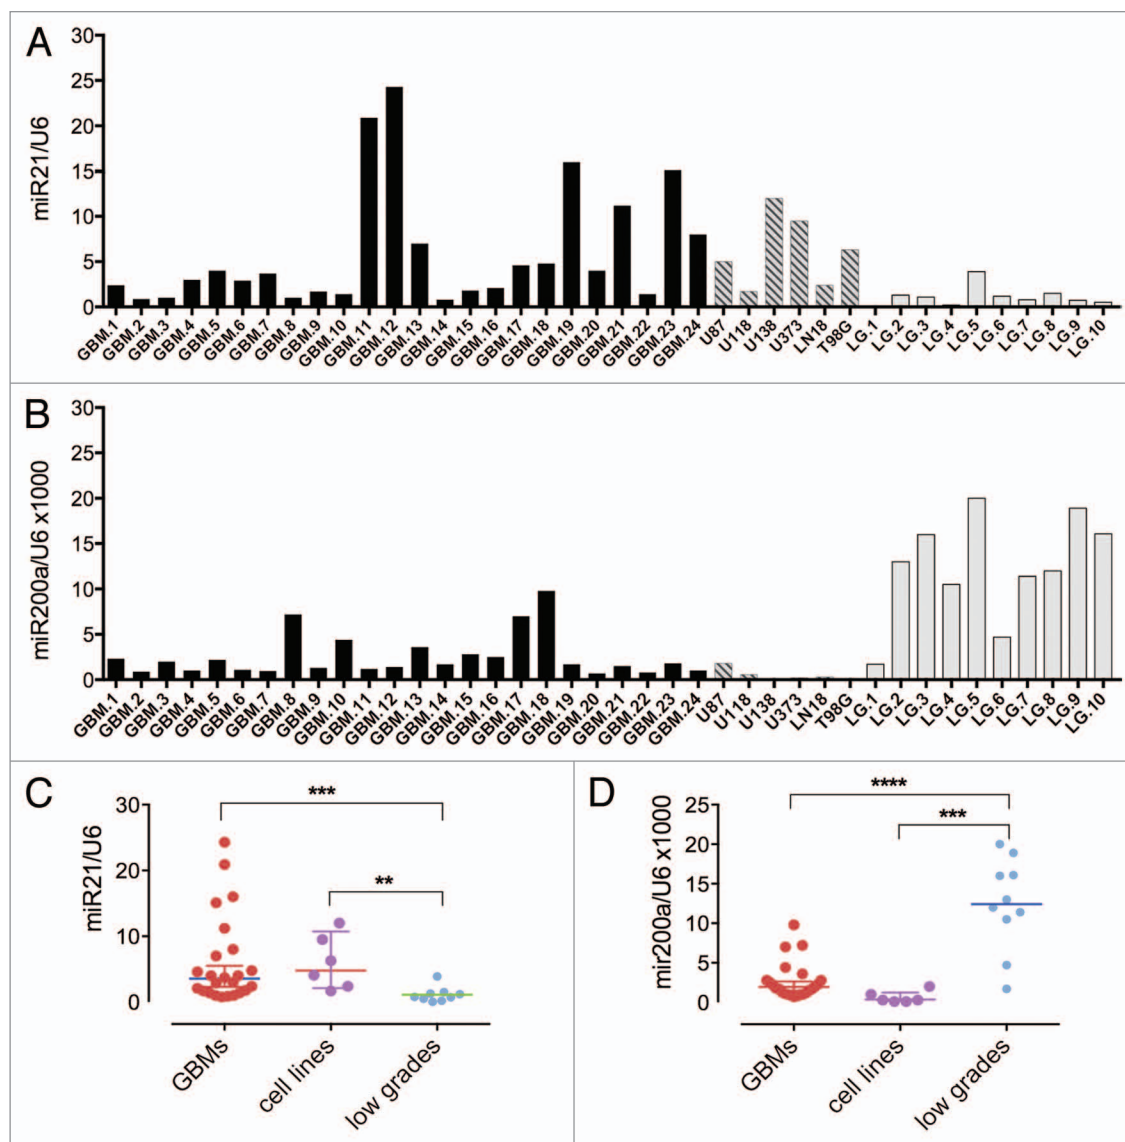 A
miR21/U6
30
25
20
15
10
5
0
GBM.1 GBM.2 GBM.3 GBM.4 GBM.5 GBM.6 GBM.7 GBM.8 GBM.9 GBM.10 GBM.11 GBM.12 GBM.13 GBM.14 GBM.15 GBM.16 GBM.17 GBM.18 GBM.19 GBM.20 GBM.21 GBM.22 GBM.23 GBM.24 U87 U118 U138 U373 LN18 T98G LG.1 LG.2 LG.3 LG.4 LG.5 LG.6 LG.7 LG.8 LG.9 LG.10
B
miR200a/U6 x1000
30
25
20
15
10
5
0
GBM.1 GBM.2 GBM.3 GBM.4 GBM.5 GBM.6 GBM.7 GBM.8 GBM.9 GBM.10 GBM.11 GBM.12 GBM.13 GBM.14 GBM.15 GBM.16 GBM.17 GBM.18 GBM.19 GBM.20 GBM.21 GBM.22 GBM.23 GBM.24 U87 U118 U138 U373 LN18 T98G LG.1 LG.2 LG.3 LG.4 LG.5 LG.6 LG.7 LG.8 LG.9 LG.10
C
miR21/U6
30
20
10
0
***
**
GBMs cell lines low grades
D
mir200a/U6 x1000
25
20
15
10
5
0
****
***
GBMs cell lines low grades